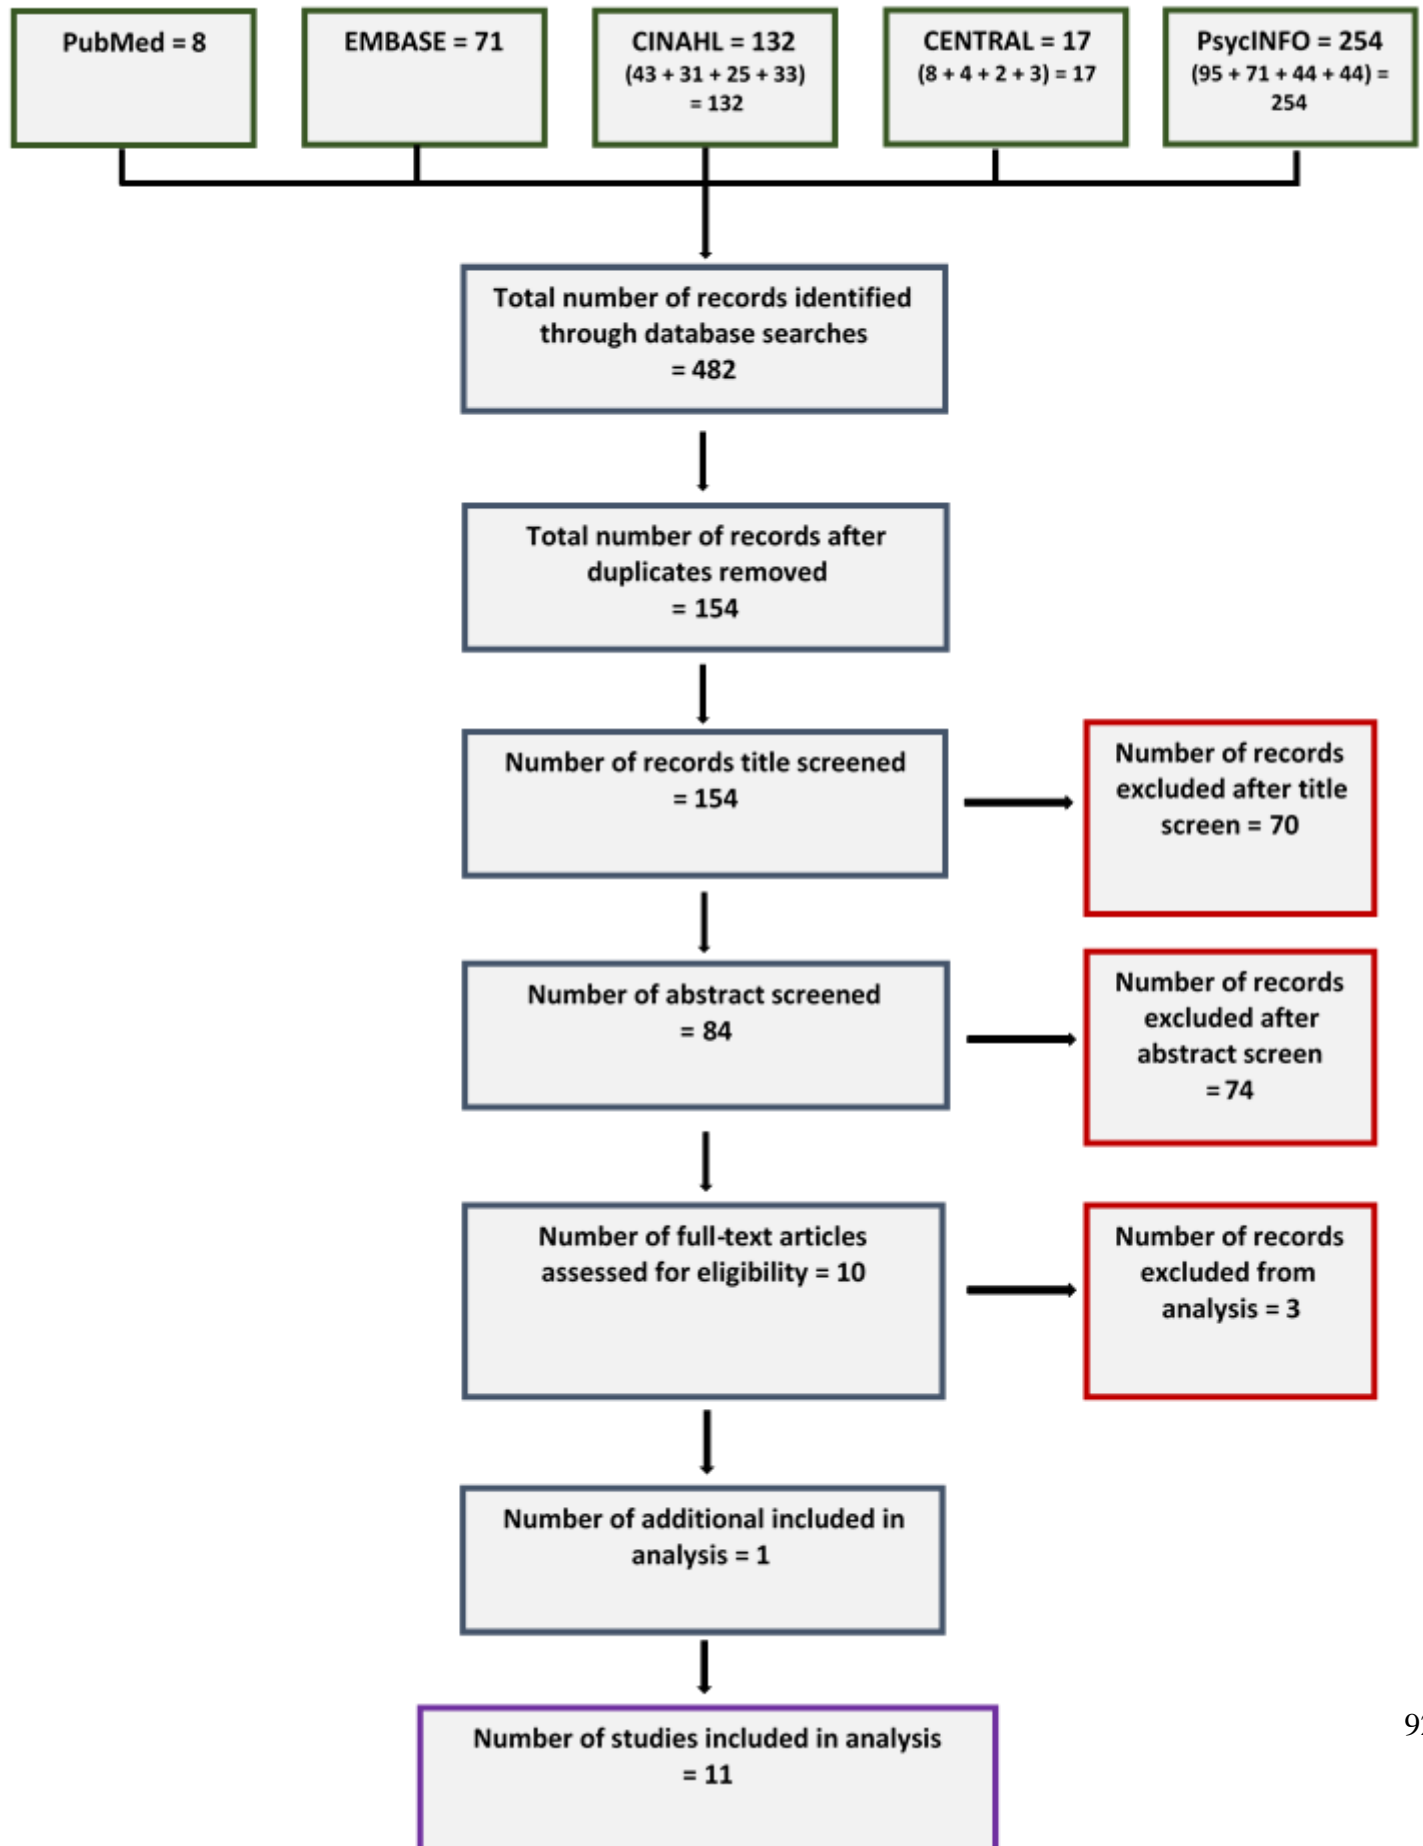 PubMed = 8
EMBASE = 71
CINAHL = 132
(43 + 31 + 25 + 33)
= 132
CENTRAL = 17
(8 + 4 + 2 + 3) = 17
PsycINFO = 254
(95 + 71 + 44 + 44) =
254
Total number of records identified
through database searches
= 482
Total number of records after
duplicates removed
= 154
Number of records title screened
= 154
Number of records
excluded after title
screen = 70
Number of abstract screened
= 84
Number of records
excluded after
abstract screen
= 74
Number of full-text articles
assessed for eligibility = 10
Number of records
excluded from
analysis = 3
Number of additional included in
analysis = 1
Number of studies included in analysis
= 11